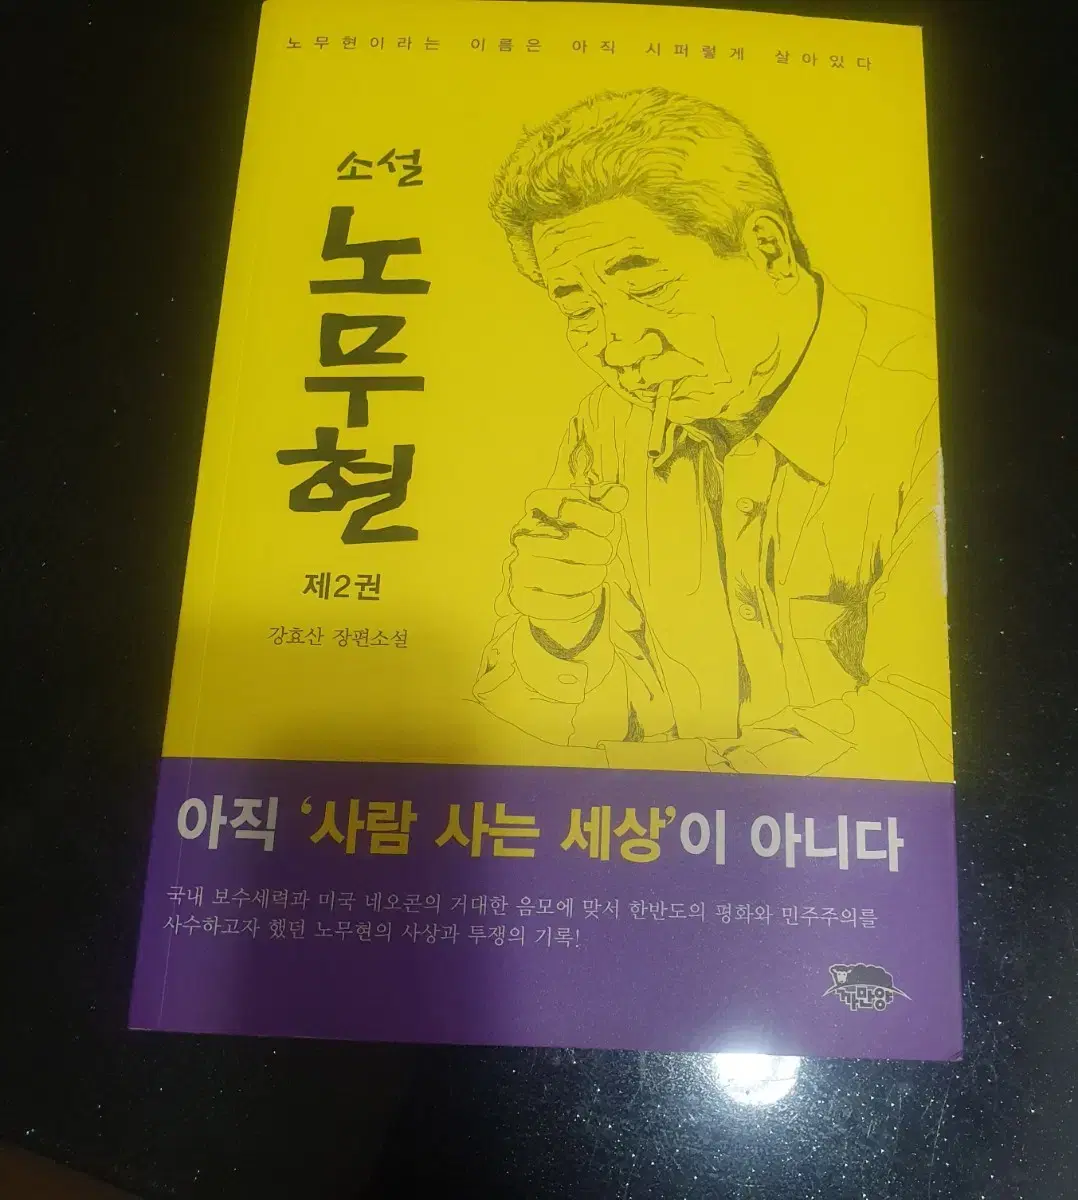 노무현이라는 이름은 아직 시퍼렇게 살아있다
소설
노무현
제2권
강효산 장편소설
아직 '사람 사는 세상'이 아니다
국내 보수세력과 미국 네오콘의 거대한 음모에 맞서 한반도의 평화와 민주주의를
사수하고자 했던 노무현의 사상과 투쟁의 기록!
까만양